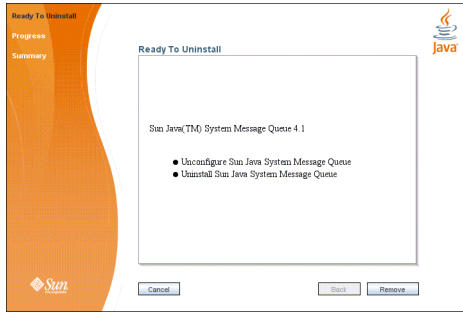 Ready To Uninstall
Progress
Summary
Ready To Uninstall
Sun Java(TM) System Message Queue 4.1
● Unconfigure Sun Java System Message Queue
● Uninstall Sun Java System Message Queue
Sun
Java
Cancel
Back
Remove